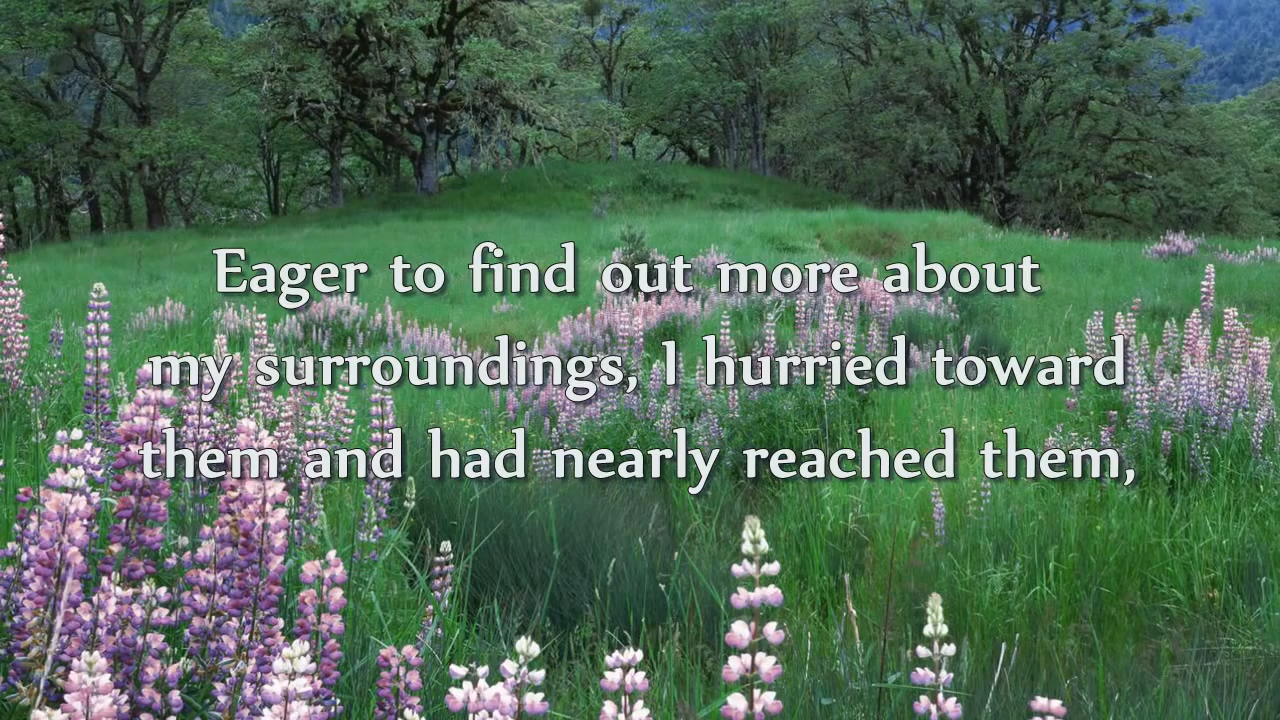 Eager to find out more about
my surroundings, I hurried toward
them and had nearly reached them,